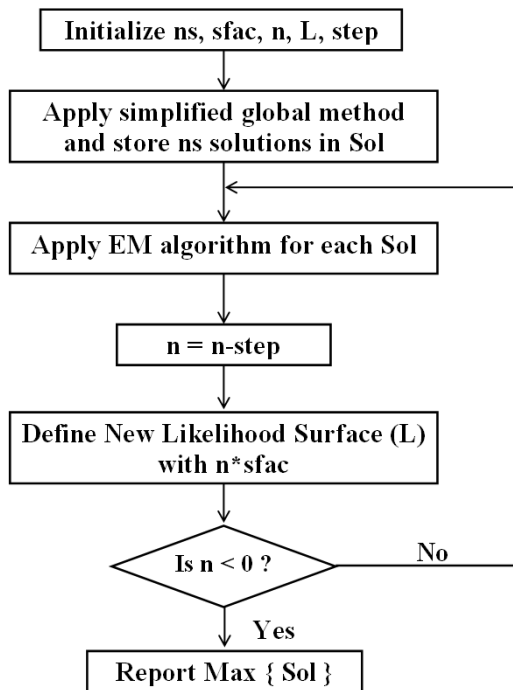 Initialize ns, sfac, n, L, step
Apply simplified global method
and store ns solutions in Sol
Apply EM algorithm for each Sol
n = n-step
Define New Likelihood Surface (L)
with n*sfac
Is n < 0 ?
No
Yes
Report Max { Sol }